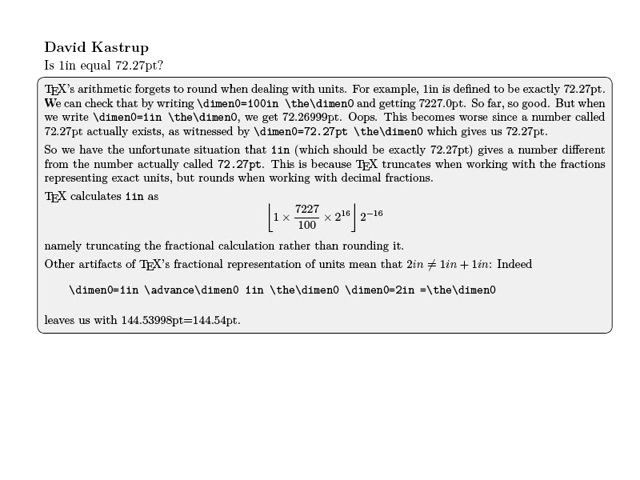 David Kastrup
Is 1in equal 72.27pt?
TEX's arithmetic forgets to round when dealing with units. For example, 1in is defined to be exactly 72.27pt.
We can check that by writing \dimen0=100in \the\dimen0 and getting 7227.0pt. So far, so good. But when
we write \dimen0=1in \the\dimen0, we get 72.26999pt. Oops. This becomes worse since a number called
72.27pt actually exists, as witnessed by \dimen0=72.27pt \the\dimen0 which gives us 72.27pt.
So we have the unfortunate situation that 1in (which should be exactly 72.27pt) gives a number different
from the number actually called 72.27pt. This is because TEX truncates when working with the fractions
representing exact units, but rounds when working with decimal fractions.
TEX calculates 1in as
⌊1 × 7227/100 × 2^16⌋ 2^−16
namely truncating the fractional calculation rather than rounding it.
Other artifacts of TEX's fractional representation of units mean that 2in ≠ 1in + 1in: Indeed
\dimen0=1in \advance\dimen0 1in \the\dimen0 \dimen0=2in =\the\dimen0
leaves us with 144.53998pt=144.54pt.